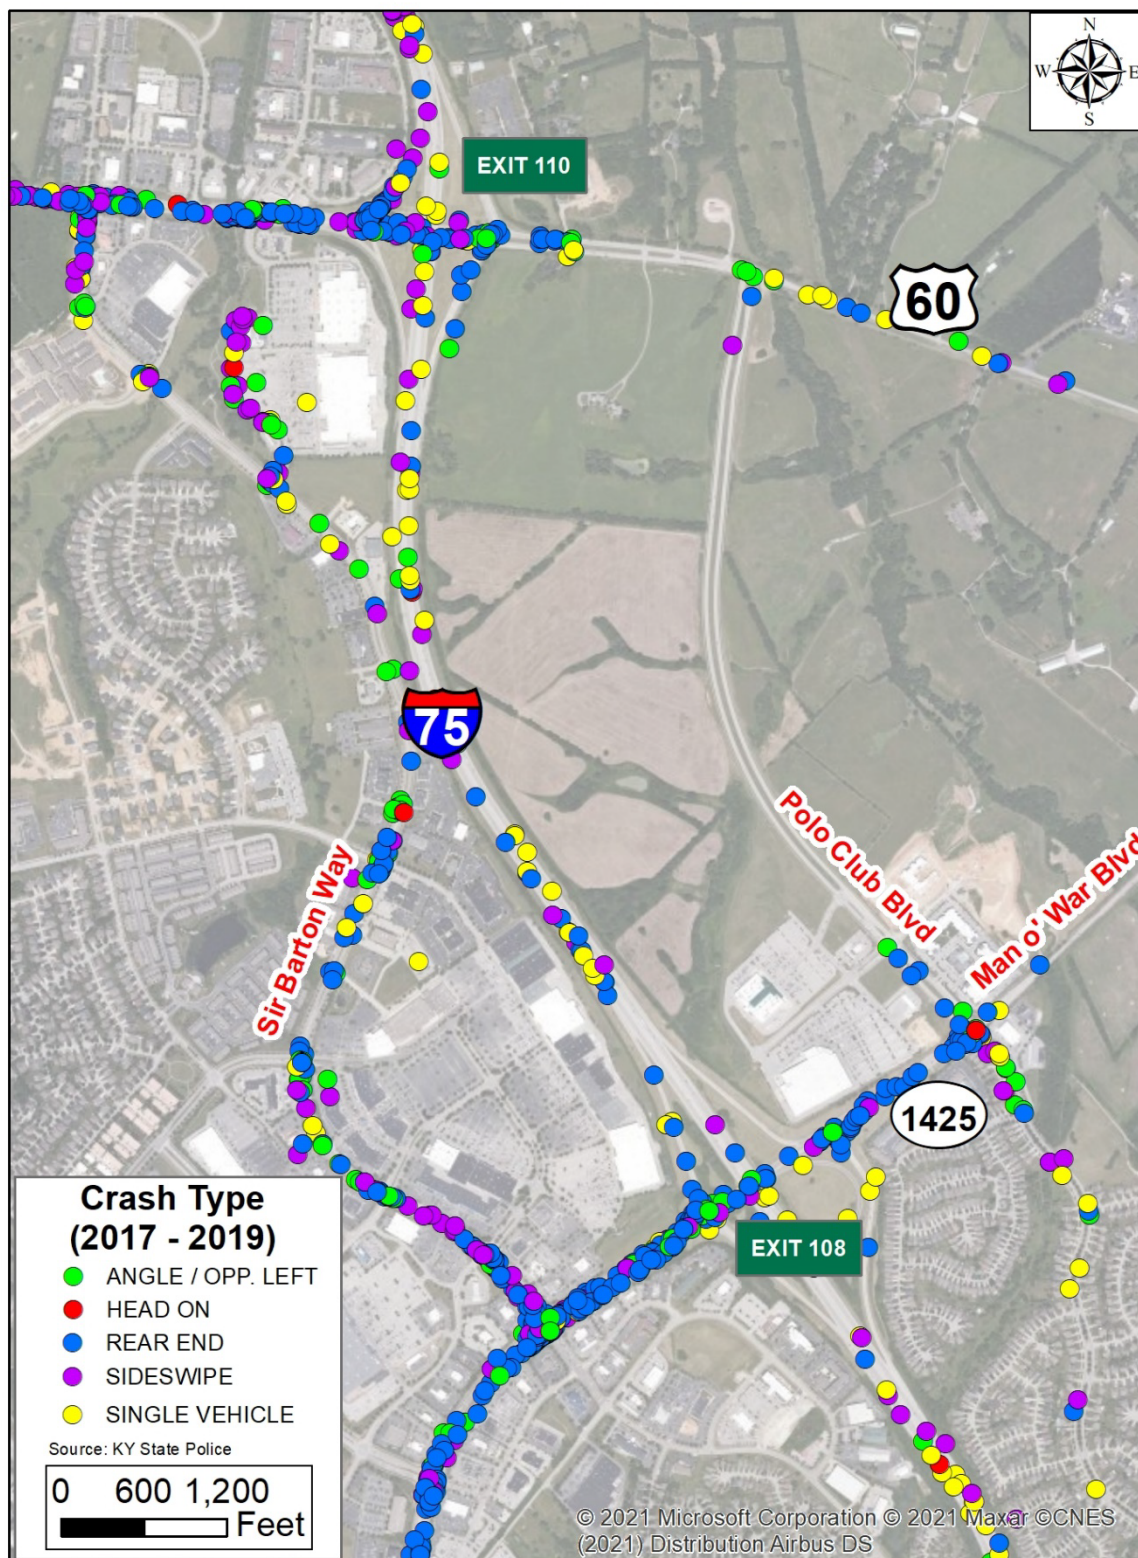 N
W E
S
EXIT 110
60
75
Polo Club Blvd
Man o' War Blvd
Sir Barton Way
1425
EXIT 108
Crash Type
(2017 - 2019)
ANGLE / OPP. LEFT
HEAD ON
REAR END
SIDESWIPE
SINGLE VEHICLE
Source: KY State Police
0 600 1,200
Feet
© 2021 Microsoft Corporation © 2021 Maxar ©CNES
(2021) Distribution Airbus DS